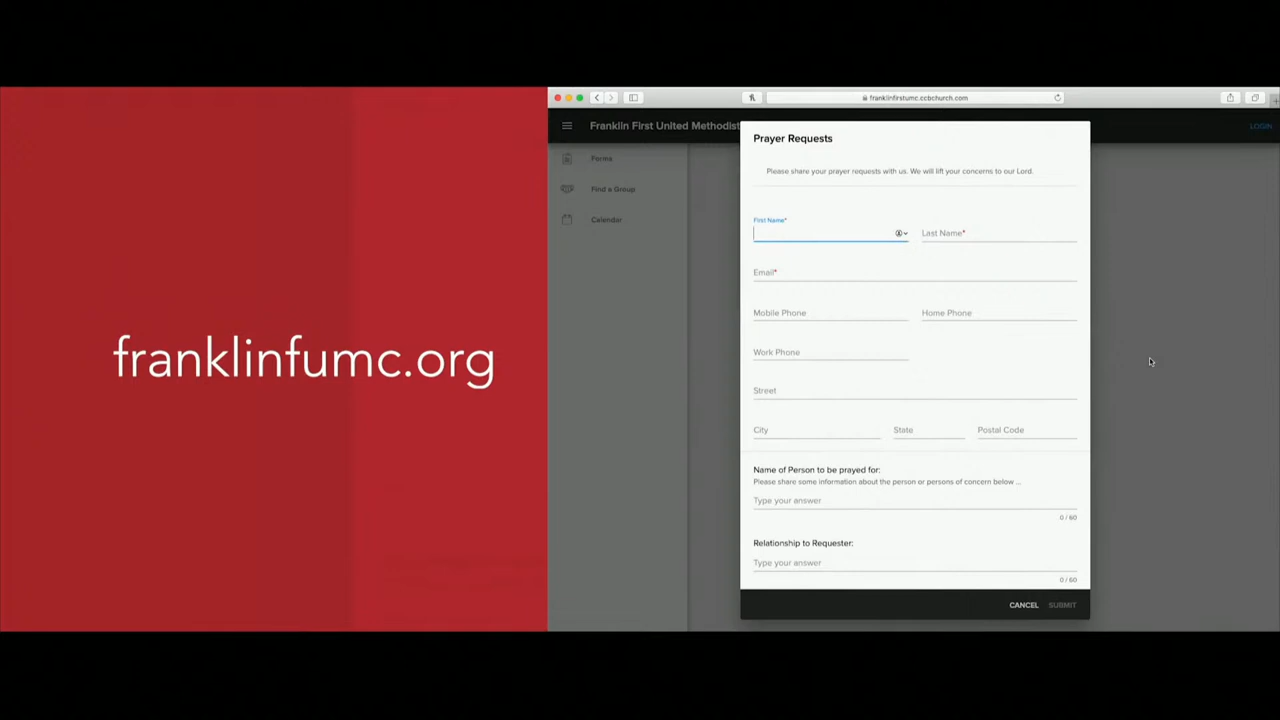 franklinfumc.org
franklinfirstumc.ccbchurch.com
Franklin First United Methodist
LOGIN
Forms
Find a Group
Calendar
Prayer Requests
Please share your prayer requests with us. We will lift your concerns to our Lord.
First Name*
Last Name*
Email*
Mobile Phone
Home Phone
Work Phone
Street
City
State
Postal Code
Name of Person to be prayed for:
Please share some information about the person or persons of concern below ...
Type your answer
0 / 60
Relationship to Requester:
Type your answer
0 / 60
CANCEL
SUBMIT